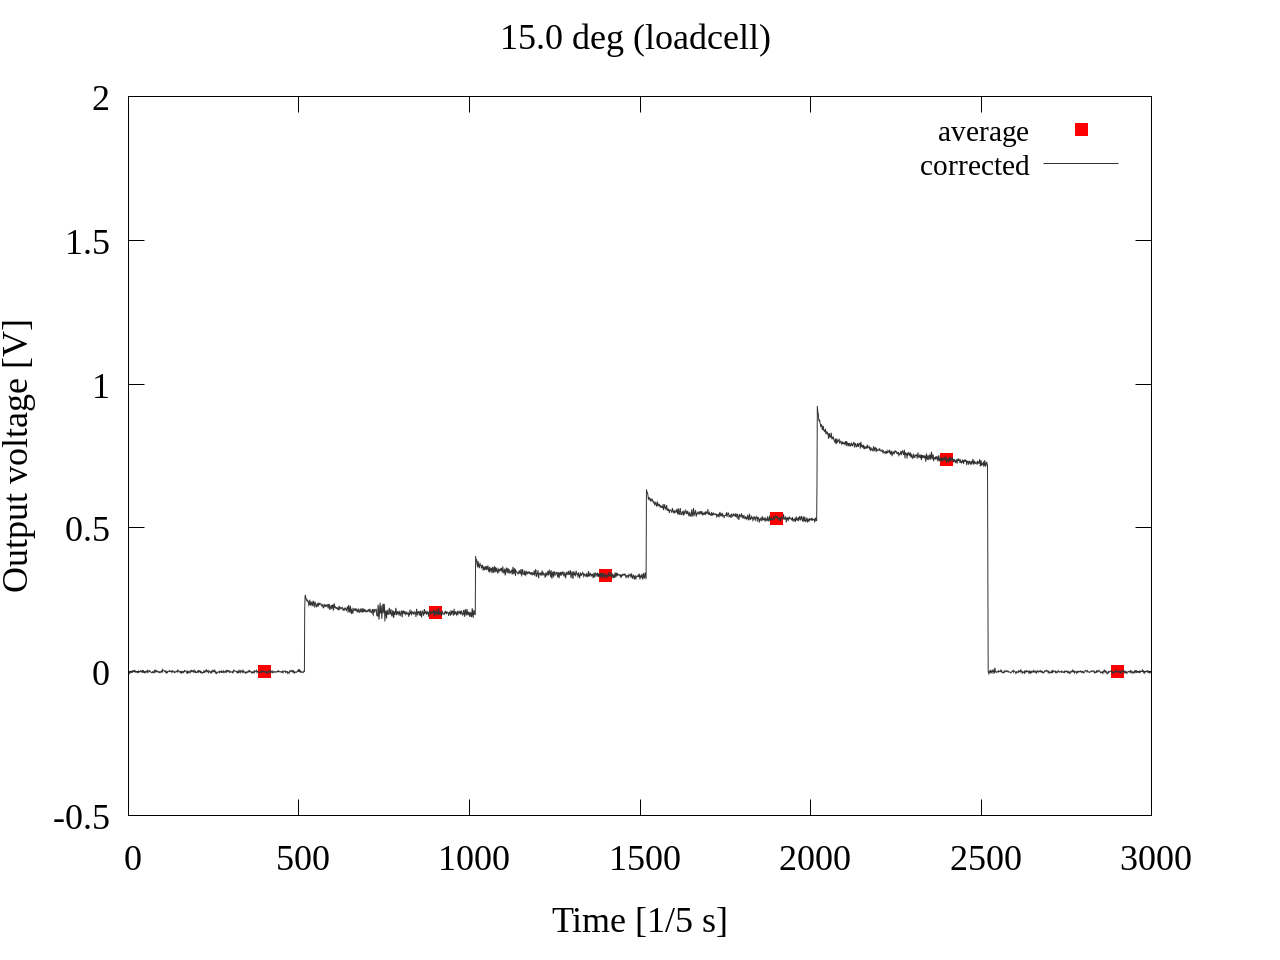 15.0 deg (loadcell)
average
corrected
2
1.5
1
0.5
0
-0.5
Output voltage [V]
0 500 1000 1500 2000 2500 3000
Time [1/5 s]